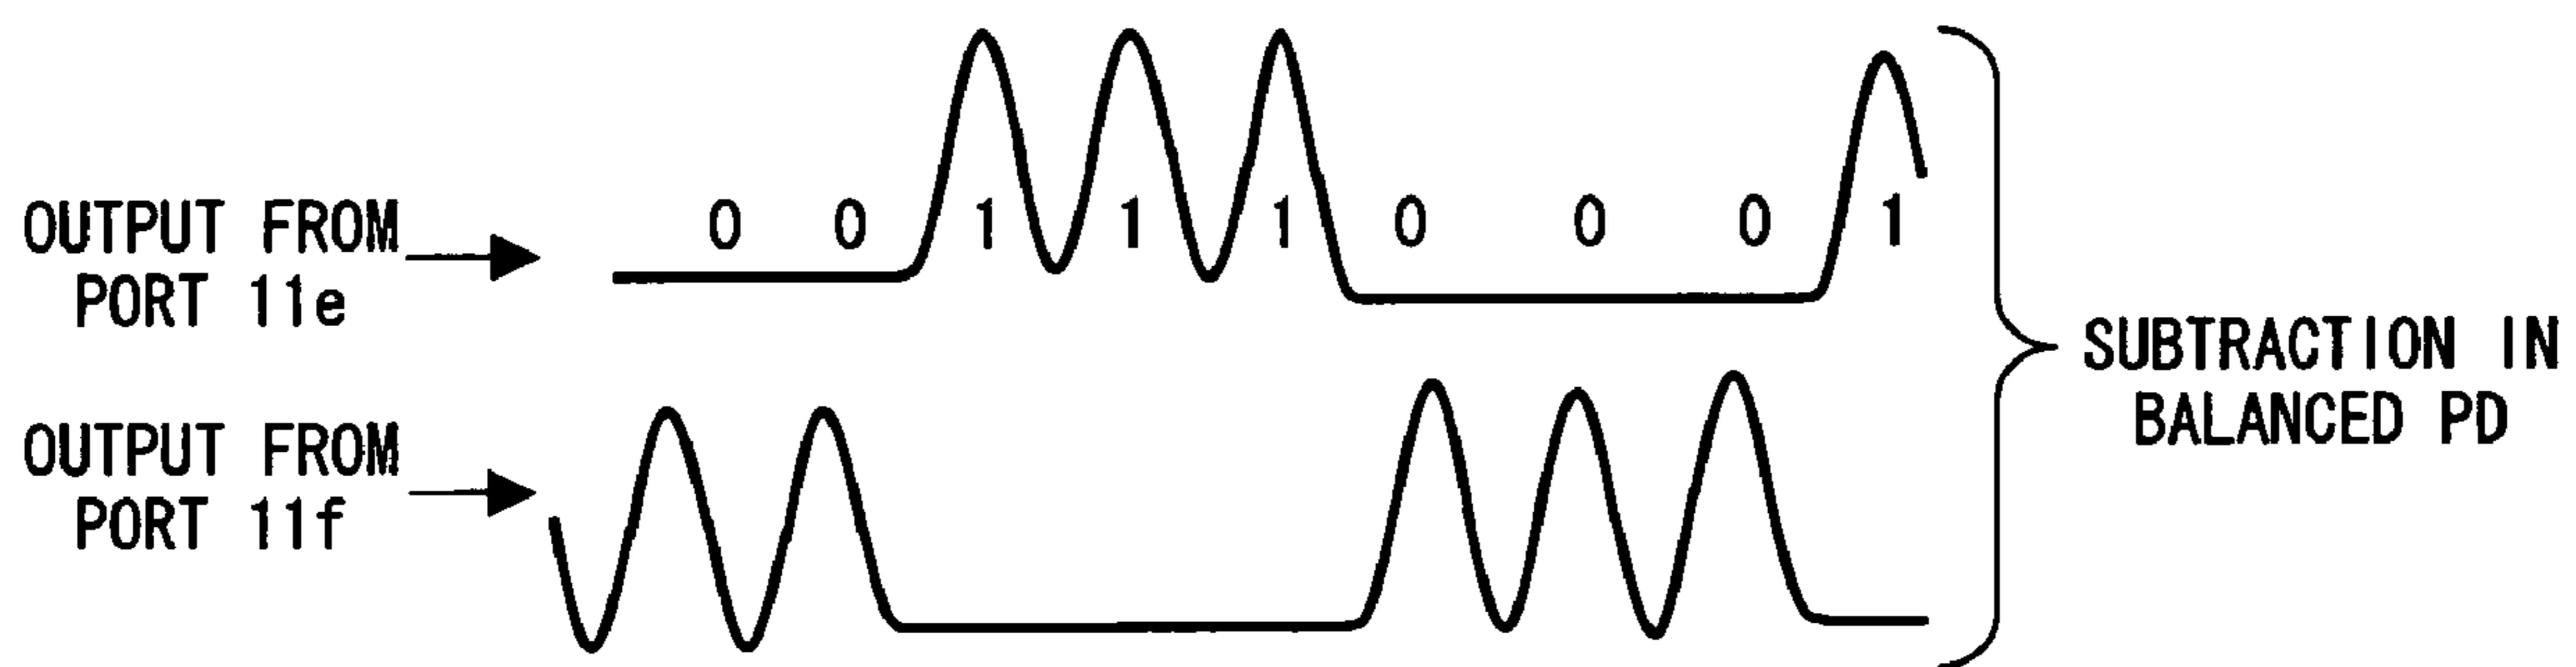 OUTPUT FROM
PORT 11e
0 0 1 1 1 0 0 0 1
OUTPUT FROM
PORT 11f
SUBTRACTION IN
BALANCED PD